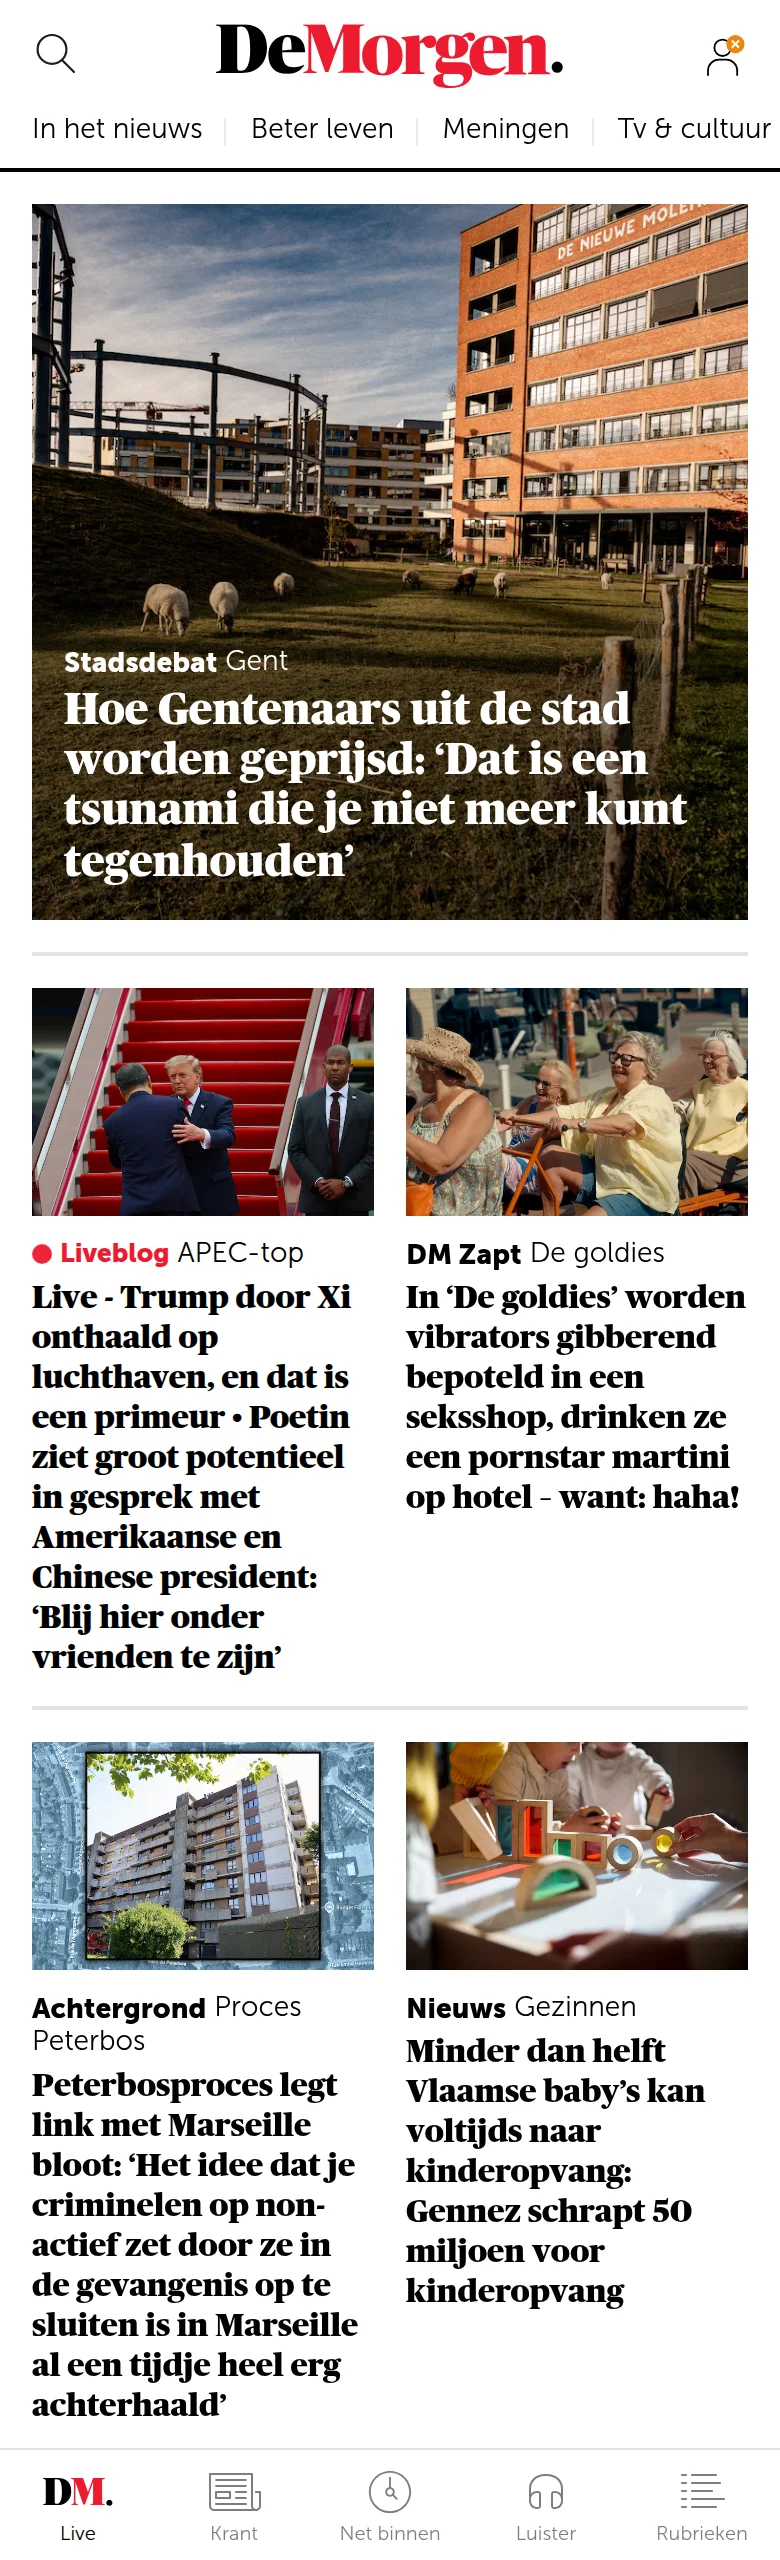 DeMorgen.
In het nieuws
Beter leven
Meningen
Tv & cultuur
DE NIEUWE
Stadsdebat Gent
Hoe Gentenaars uit de stad
worden geprijsd: ‘Dat is een
tsunami die je niet meer kunt
tegenhouden’
Liveblog APEC-top
Live - Trump door Xi
onthaald op
luchthaven, en dat is
een primeur • Poetin
ziet groot potentieel
in gesprek met
Amerikaanse en
Chinese president:
‘Blij hier onder
vrienden te zijn’
DM Zapt De goldies
In ‘De goldies’ worden
vibrators gibberend
bepoteld in een
seksshop, drinken ze
een pornstar martini
op hotel – want: haha!
Achtergrond Proces
Peterbos
Peterbosproces legt
link met Marseille
bloot: ‘Het idee dat je
criminelen op non-
actief zet door ze in
de gevangenis op te
sluiten is in Marseille
al een tijdje heel erg
achterhaald’
Nieuws Gezinnen
Minder dan helft
Vlaamse baby’s kan
voltijds naar
kinderopvang:
Gennez schrapt 50
miljoen voor
kinderopvang
DM.
Live
Krant
Net binnen
Luister
Rubrieken